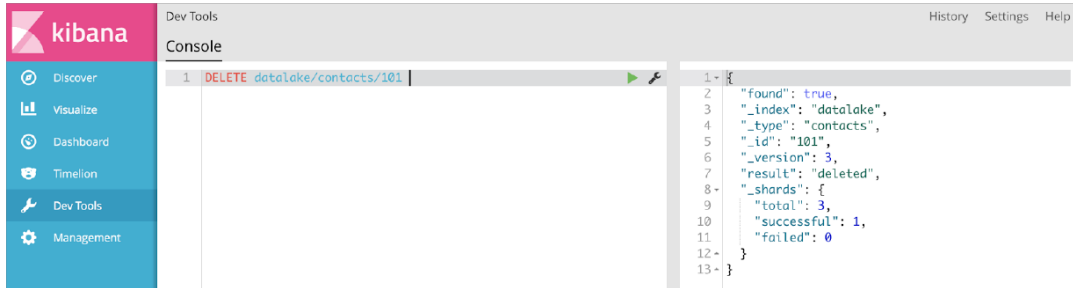 kibana
Discover
Visualize
Dashboard
Timelion
Dev Tools
Management
Dev Tools
History Settings Help
Console
1 DELETE datalake/contacts/101
1 {
2 "found": true,
3 "_index": "datalake",
4 "_type": "contacts",
5 "_id": "101",
6 "_version": 3,
7 "result": "deleted",
8 "_shards": {
9 "total": 3,
10 "successful": 1,
11 "failed": 0
12 }
13 }